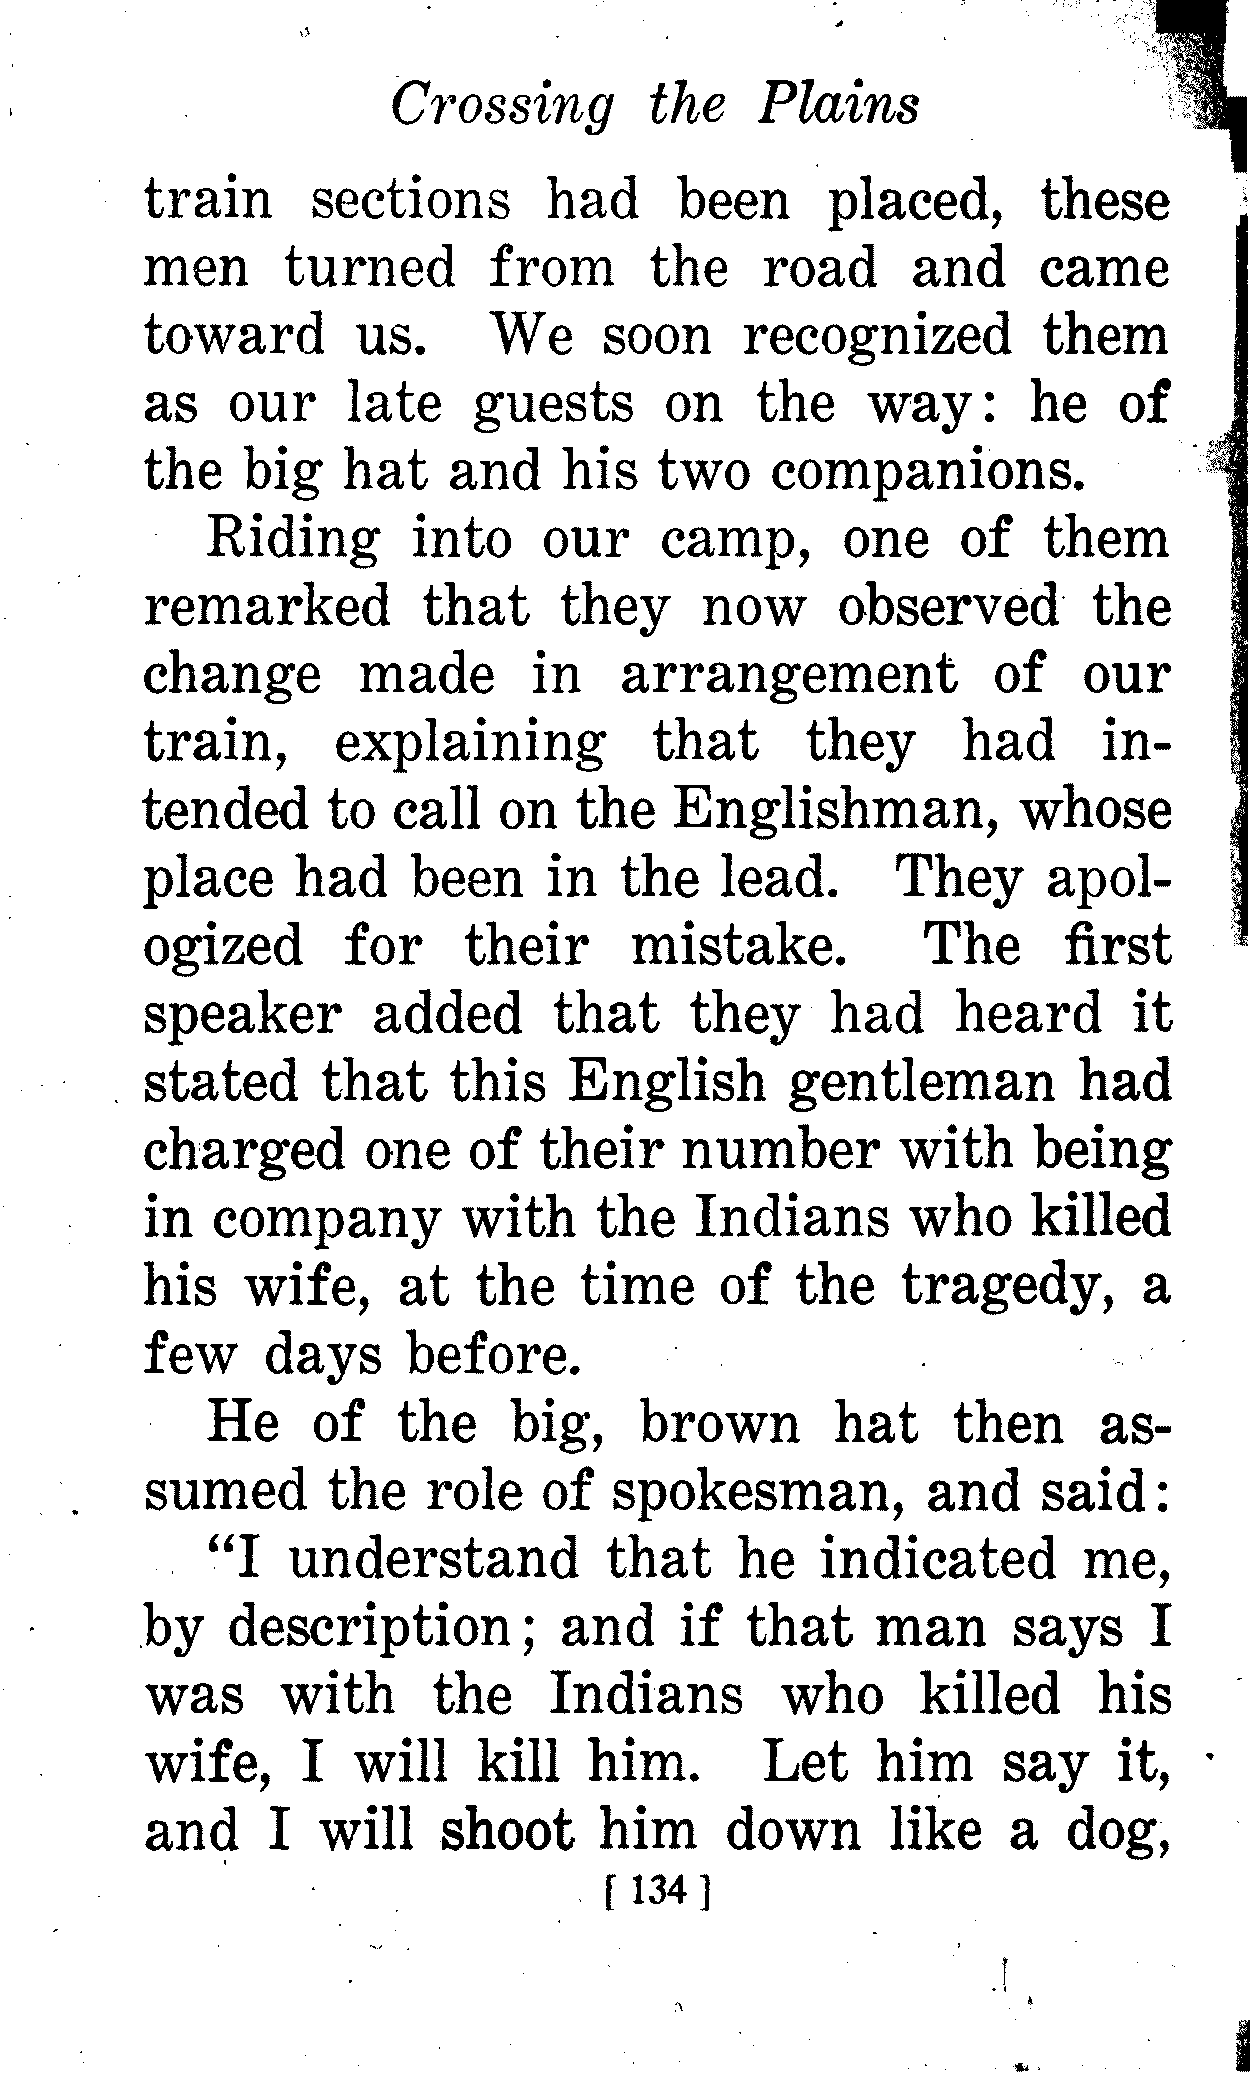 Crossing the Plains
train sections had been placed, these
men turned from the road and came
toward us. We soon recognized them
as our late guests on the way: he of
the big hat and his two companions.
Riding into our camp, one of them
remarked that they now observed the
change made in arrangement of our
train, explaining that they had in-
tended to call on the Englishman, whose
place had been in the lead. They apol-
ogized for their mistake. The first
speaker added that they had heard it
stated that this English gentleman had
charged one of their number with being
in company with the Indians who killed
his wife, at the time of the tragedy, a
few days before.
He of the big, brown hat then as-
sumed the role of spokesman, and said:
"I understand that he indicated me,
by description; and if that man says I
was with the Indians who killed his
wife, I will kill him. Let him say it,
and I will shoot him down like a dog,
[ 134 ]